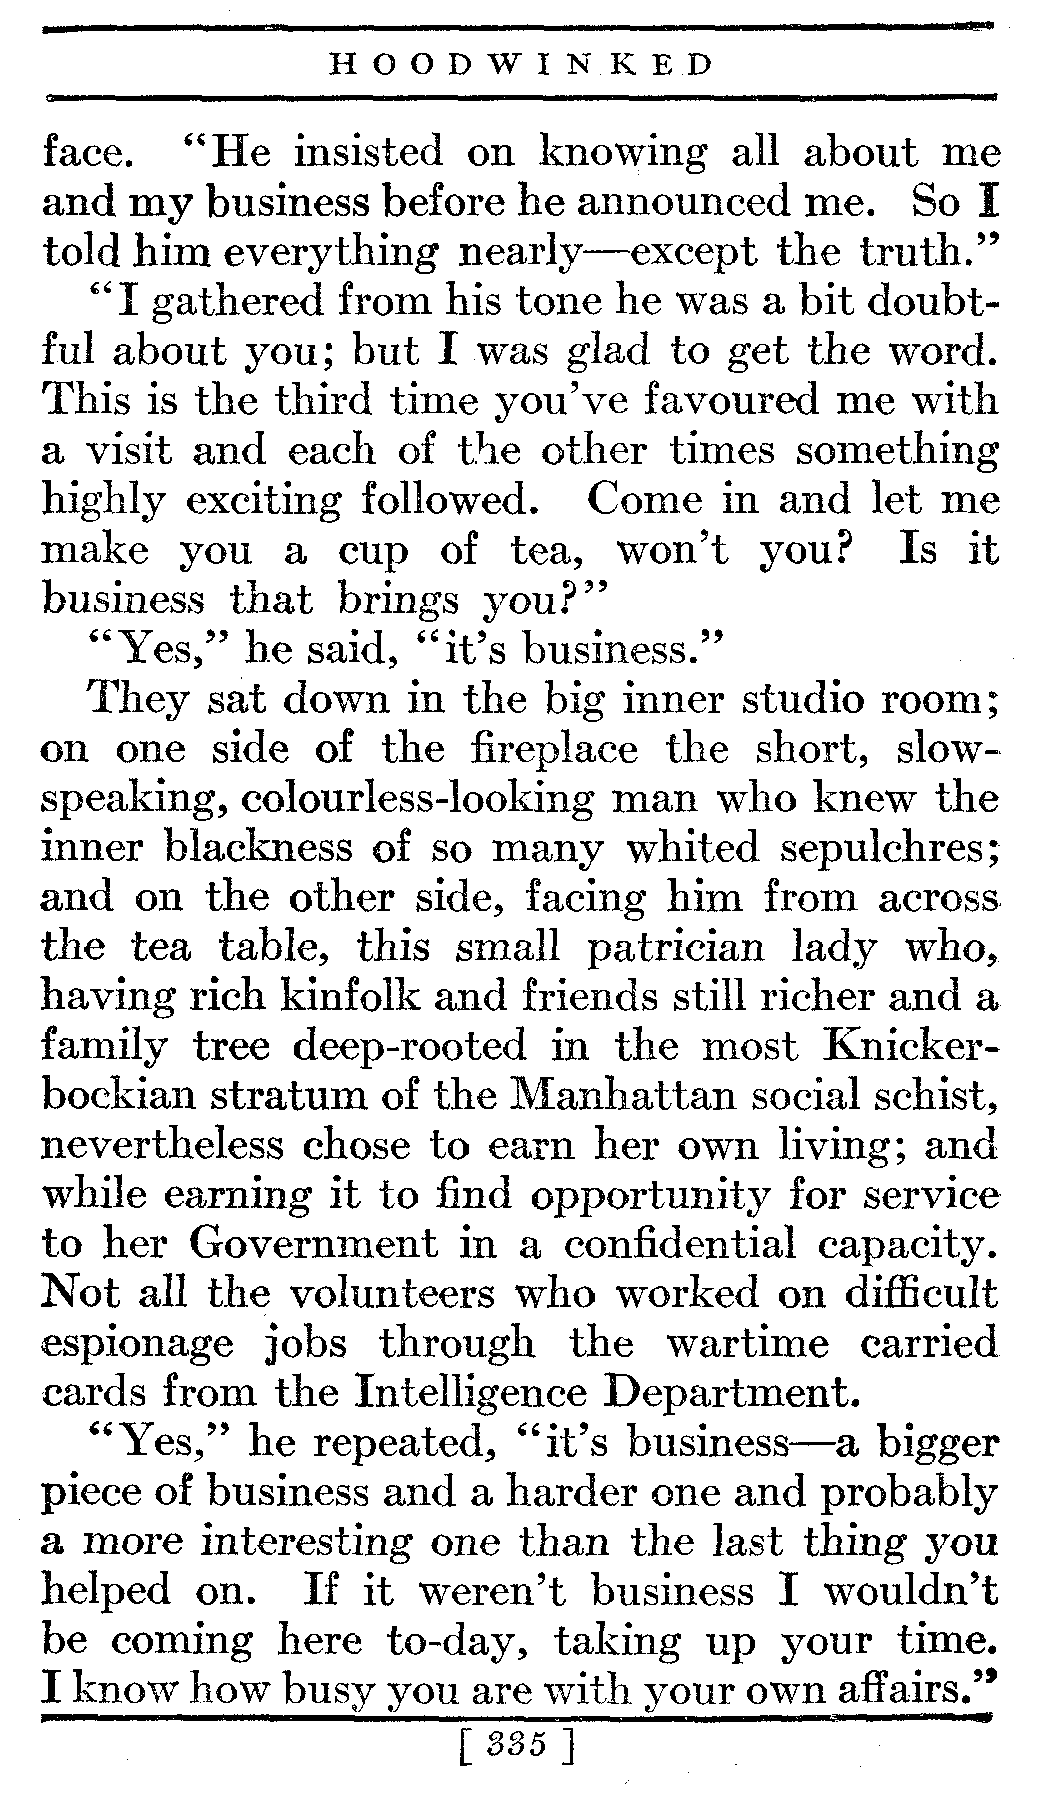 HOODWINKED
face. "He insisted on knowing all about me
and my business before he announced me. So I
told him everything nearly—except the truth."
"I gathered from his tone he was a bit doubt-
ful about you; but I was glad to get the word.
This is the third time you've favoured me with
a visit and each of the other times something
highly exciting followed. Come in and let me
make you a cup of tea, won't you? Is it
business that brings you?"
"Yes," he said, "it's business."
They sat down in the big inner studio room;
on one side of the fireplace the short, slow-
speaking, colourless-looking man who knew the
inner blackness of so many whited sepulchres;
and on the other side, facing him from across
the tea table, this small patrician lady who,
having rich kinfolk and friends still richer and a
family tree deep-rooted in the most Knicker-
bockian stratum of the Manhattan social schist,
nevertheless chose to earn her own living; and
while earning it to find opportunity for service
to her Government in a confidential capacity.
Not all the volunteers who worked on difficult
espionage jobs through the wartime carried
cards from the Intelligence Department.
"Yes," he repeated, "it's business—a bigger
piece of business and a harder one and probably
a more interesting one than the last thing you
helped on. If it weren't business I wouldn't
be coming here to-day, taking up your time.
I know how busy you are with your own affairs."
[ 335 ]